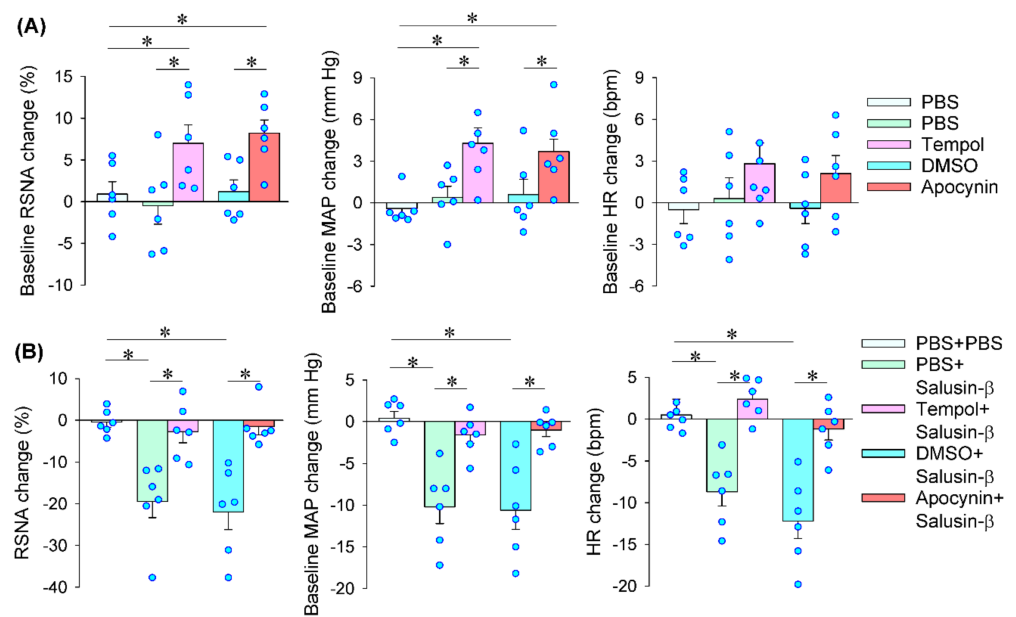 (A)
* * * *
Baseline RSNA change (%)
15
10
5
0
-5
-10
* * * *
Baseline MAP change (mm Hg)
9
6
3
0
-3
-6
Baseline HR change (bpm)
9
6
3
0
-3
-6
PBS
PBS
Tempol
DMSO
Apocynin
(B)
* * * *
RSNA change (%)
10
0
-10
-20
-30
-40
* * * *
Baseline MAP change (mm Hg)
5
0
-5
-10
-15
-20
* * * *
HR change (bpm)
5
0
-5
-10
-15
-20
PBS+PBS
PBS+
Salusin-β
Tempol+
Salusin-β
DMSO+
Salusin-β
Apocynin+
Salusin-β